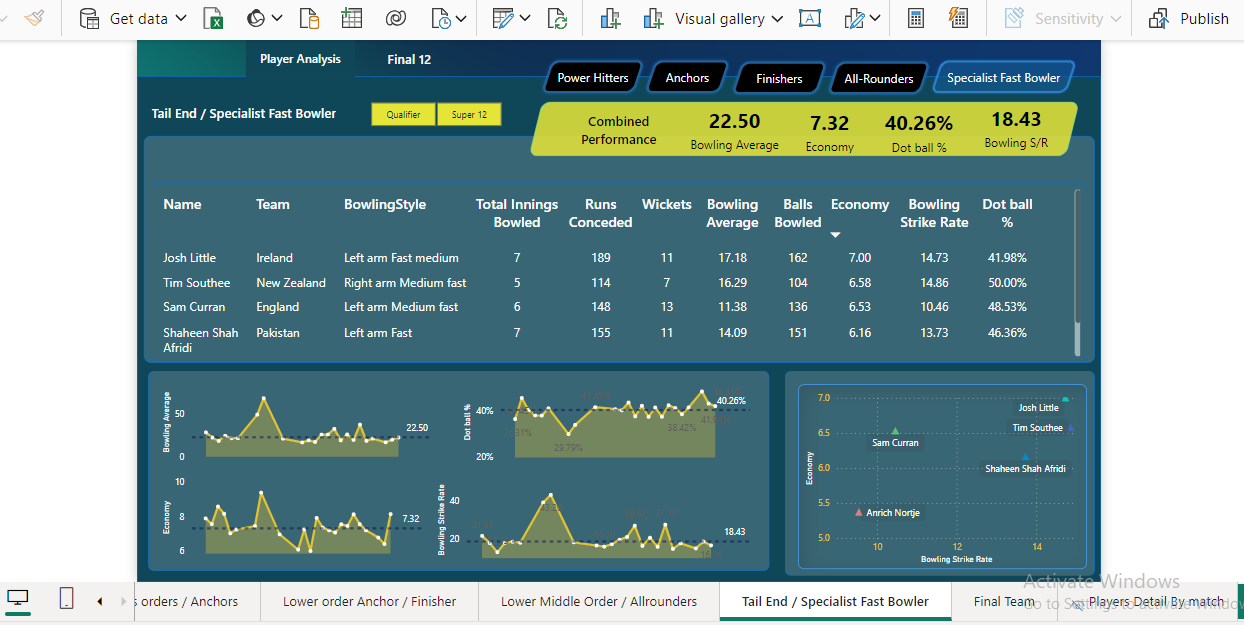 Get data
Visual gallery
Sensitivity
Publish
Player Analysis
Final 12
Power Hitters
Anchors
Finishers
All-Rounders
Specialist Fast Bowler
Tail End / Specialist Fast Bowler
Qualifier
Super 12
Combined
Performance
22.50
Bowling Average
7.32
Economy
40.26%
Dot ball %
18.43
Bowling S/R
Name Team BowlingStyle Total Innings Bowled Runs Conceded Wickets Bowling Average Balls Bowled Economy Bowling Strike Rate Dot ball %
Josh Little Ireland Left arm Fast medium 7 189 11 17.18 162 7.00 14.73 41.98%
Tim Southee New Zealand Right arm Medium fast 5 114 7 16.29 104 6.58 14.86 50.00%
Sam Curran England Left arm Medium fast 6 148 13 11.38 136 6.53 10.46 48.53%
Shaheen Shah Afridi Pakistan Left arm Fast 7 155 11 14.09 151 6.16 13.73 46.36%
Bowling Average
50
0
22.50
Dot ball %
40%
20%
29.79%
38.42%
40.26%
Economy
10
8
6
7.32
Bowling Strike Rate
40
20
18.43
Economy
7.0
6.5
6.0
5.5
5.0
Josh Little
Tim Southee
Sam Curran
Shaheen Shah Afridi
Anrich Nortje
10 12 14
Bowling Strike Rate
Activate Windows
Go to Settings to activate Windo
s orders / Anchors
Lower order Anchor / Finisher
Lower Middle Order / Allrounders
Tail End / Specialist Fast Bowler
Final Team
Players Detail By match